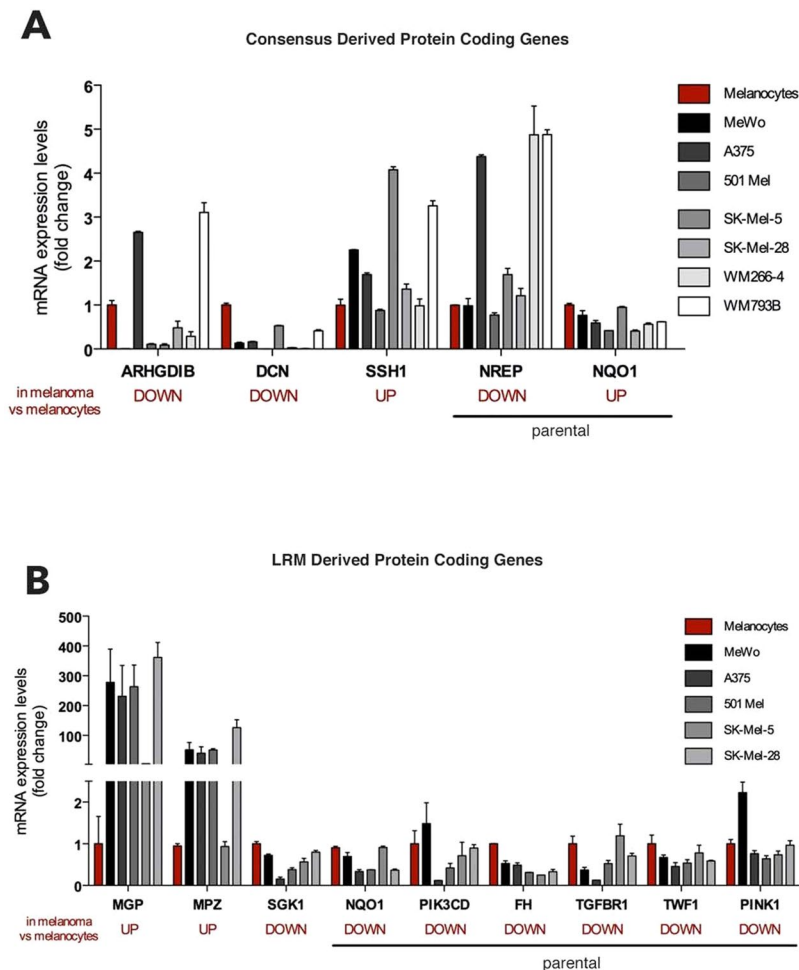 A
Consensus Derived Protein Coding Genes
mRNA expression levels
(fold change)
6
5
4
3
2
1
0
Melanocytes
MeWo
A375
501 Mel
SK-Mel-5
SK-Mel-28
WM266-4
WM793B
ARHGDIB DCN SSH1 NREP NQO1
in melanoma
vs melanocytes
DOWN DOWN UP DOWN UP
parental
B
LRM Derived Protein Coding Genes
mRNA expression levels
(fold change)
500
400
300
200
100
2
1
0
Melanocytes
MeWo
A375
501 Mel
SK-Mel-5
SK-Mel-28
MGP MPZ SGK1 NQO1 PIK3CD FH TGFBR1 TWF1 PINK1
in melanoma
vs melanocytes
UP UP DOWN DOWN DOWN DOWN DOWN DOWN DOWN
parental